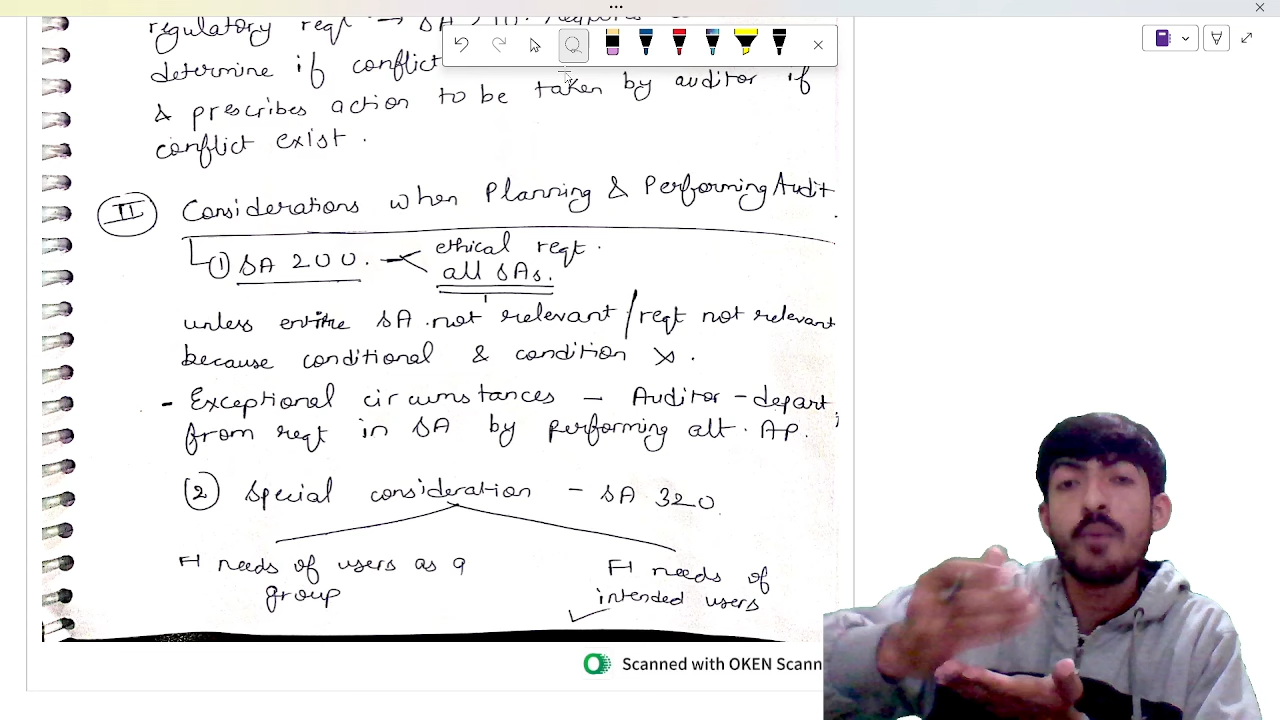 regulatory reqt → SA
determine if conflict
& prescribes action to be taken by auditor if
conflict exist.
II Considerations when Planning & Performing Audit.
① SA 200. ethical reqt.
all SAs.
unless entire SA not relevant / reqt not relevant
because conditional & condition ×.
- Exceptional circumstances - Auditor - depart
from reqt in SA by performing alt. AP.
② Special consideration - SA 320.
FI needs of users as a
group
FI needs of
intended users
Scanned with OKEN Scann